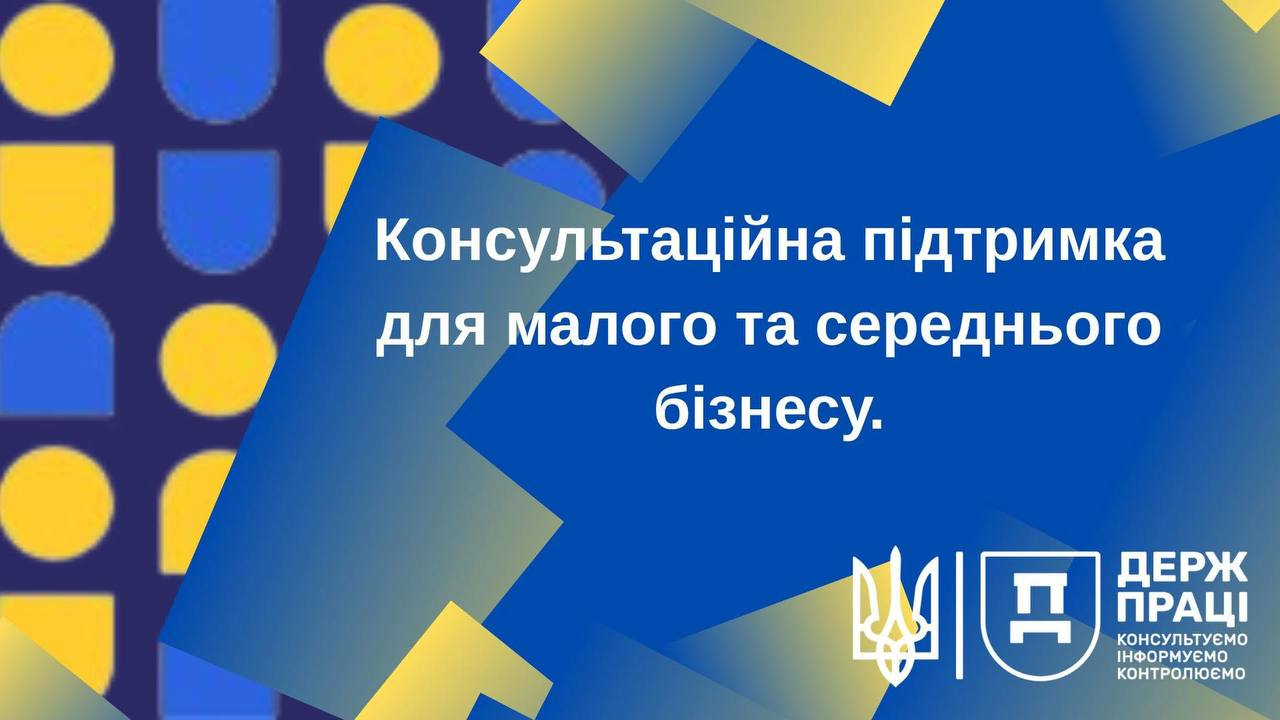 Консультаційна підтримка
для малого та середнього
бізнесу.
ДЕРЖ
ПРАЦІ
КОНСУЛЬТУЄМО
ІНФОРМУЄМО
КОНТРОЛЮЄМО